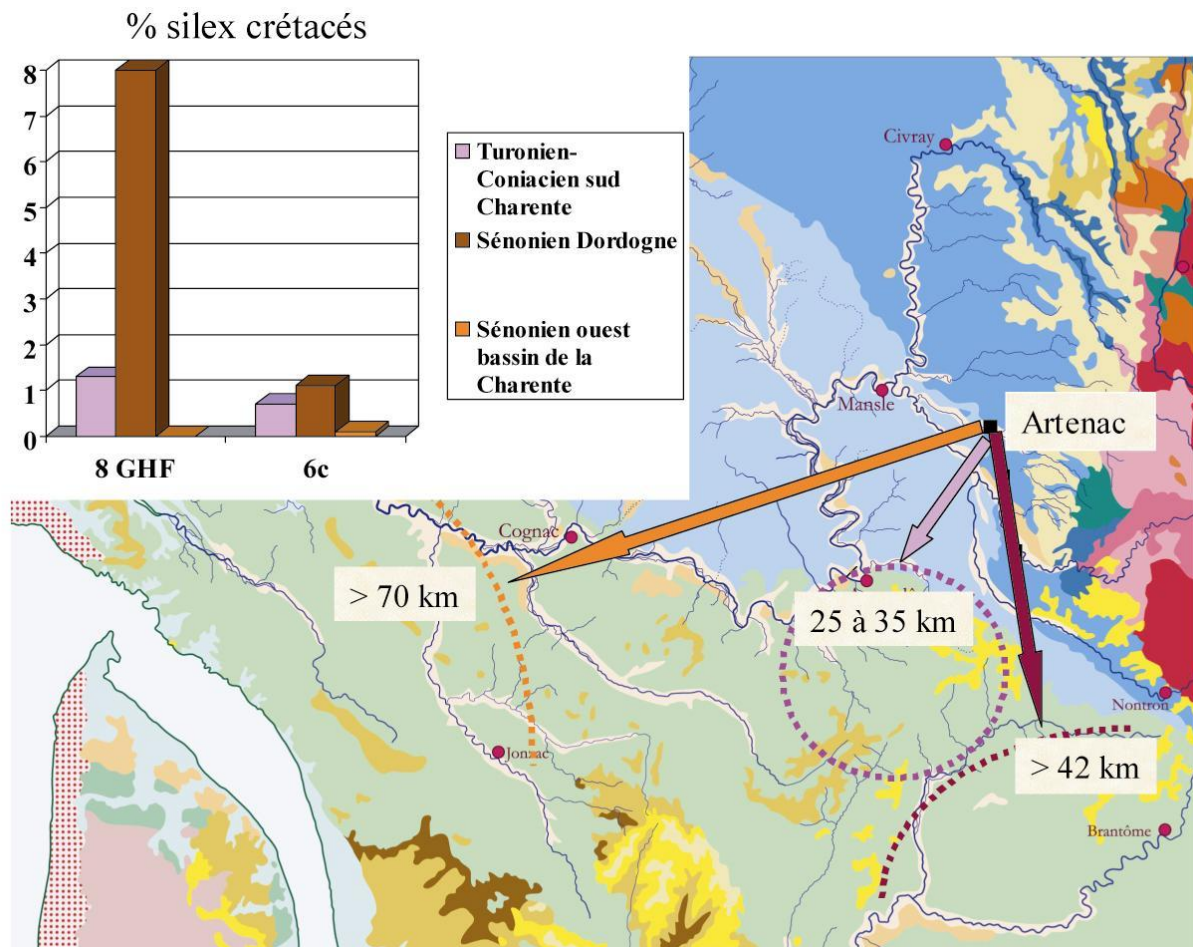 % silex crétacés
8
7
6
5
4
3
2
1
0
8 GHF
6c
Turonien-
Coniacien sud
Charente
Sénonien Dordogne
Sénonien ouest
bassin de la
Charente
Civray
Mansle
Artenac
Cognac
> 70 km
25 à 35 km
Nontron
Jonzac
> 42 km
Brantôme